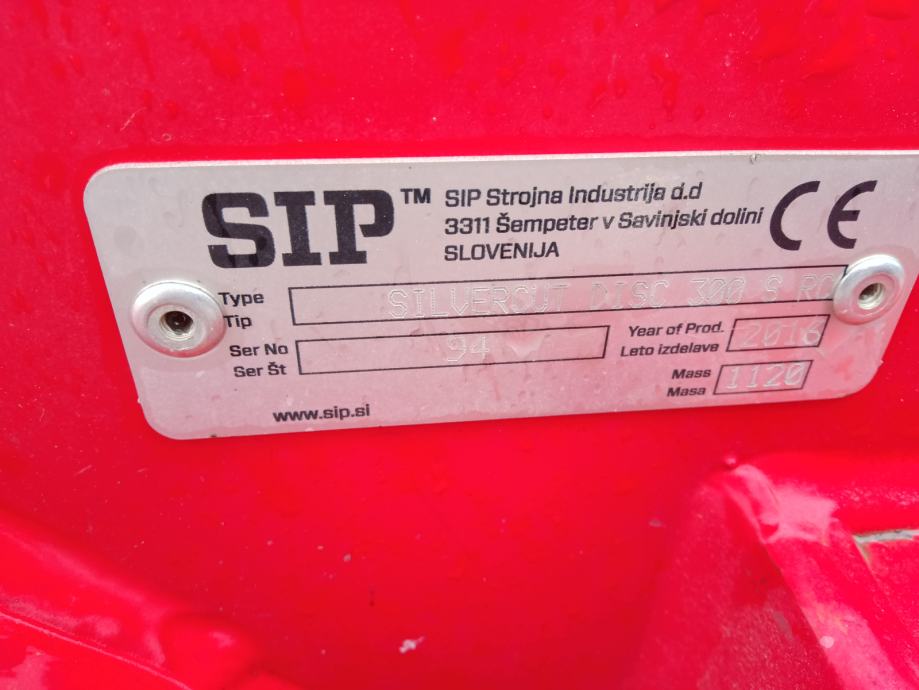 SIP™
SIP Strojna Industrija d.d
3311 Šempeter v Savinjski dolini
SLOVENIJA
CE
Type
Tip
SILVERCUT DISC 300 S
Ser No
Ser Št
94
Year of Prod.
Leto izdelave
2016
Mass
Masa
1120
www.sip.si